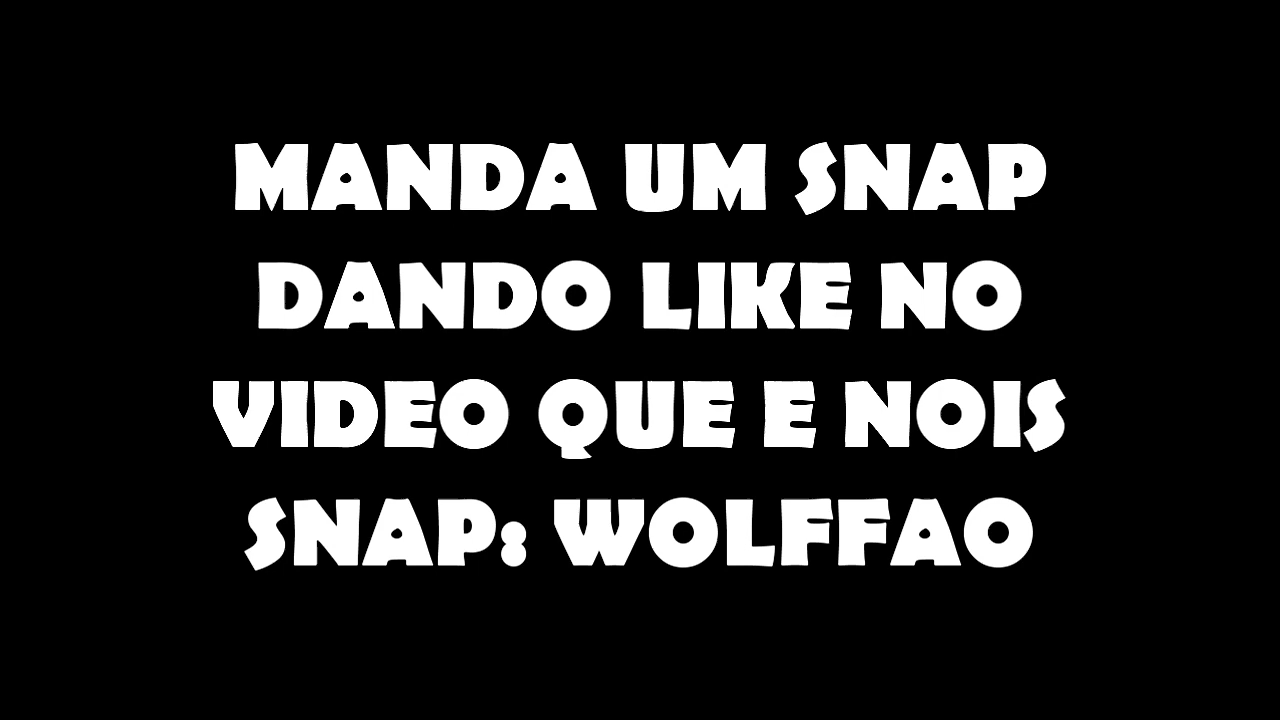 MANDA UM SNAP
DANDO LIKE NO
VIDEO QUE E NOIS
SNAP: WOLFFAO